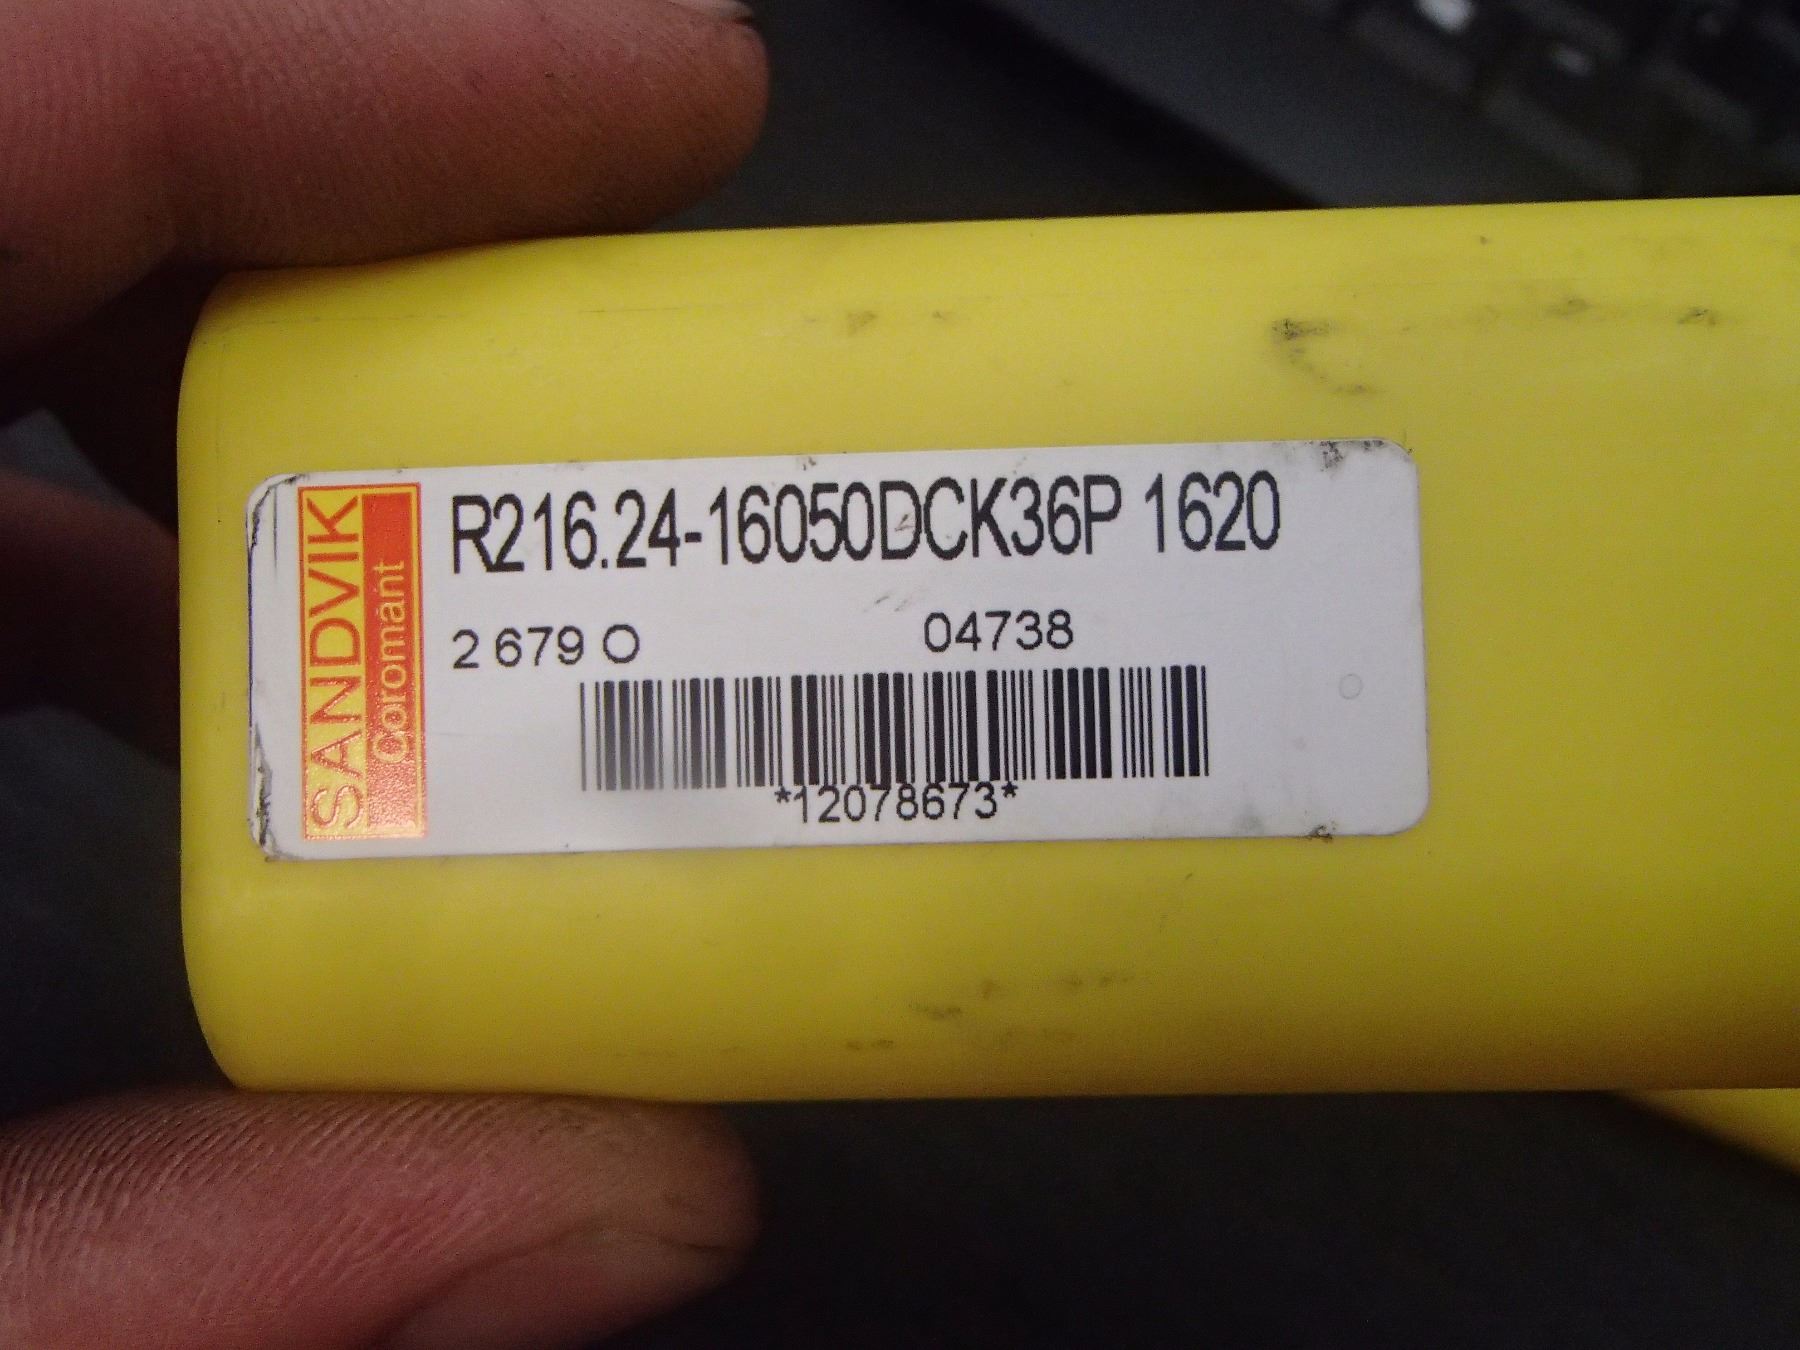 SANDVIK
Coromant
R216.24-16050DCK36P 1620
2 679 O 04738
*12078673*